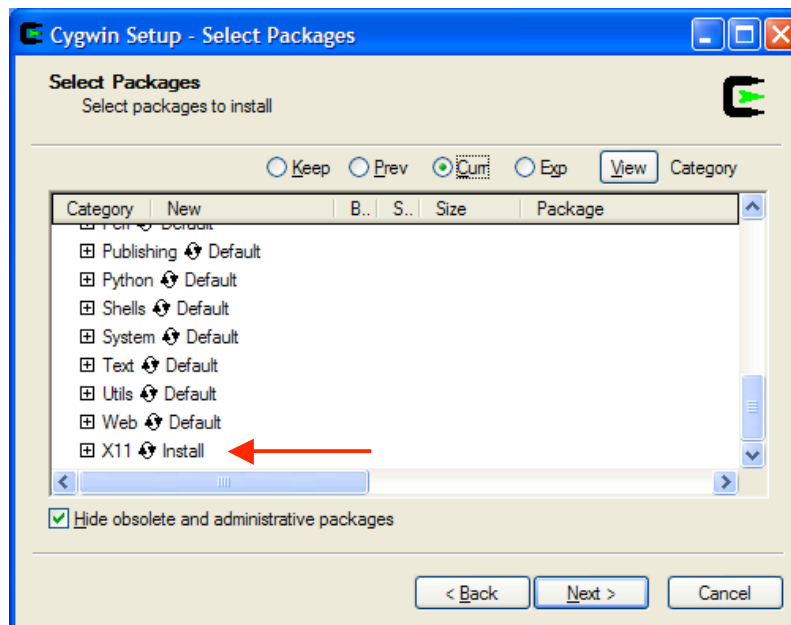 Cygwin Setup - Select Packages
Select Packages
Select packages to install
Keep Prev Curr Exp View Category
Category New B.. S.. Size Package
Perl Default
Publishing Default
Python Default
Shells Default
System Default
Text Default
Utils Default
Web Default
X11 Install
Hide obsolete and administrative packages
< Back Next > Cancel